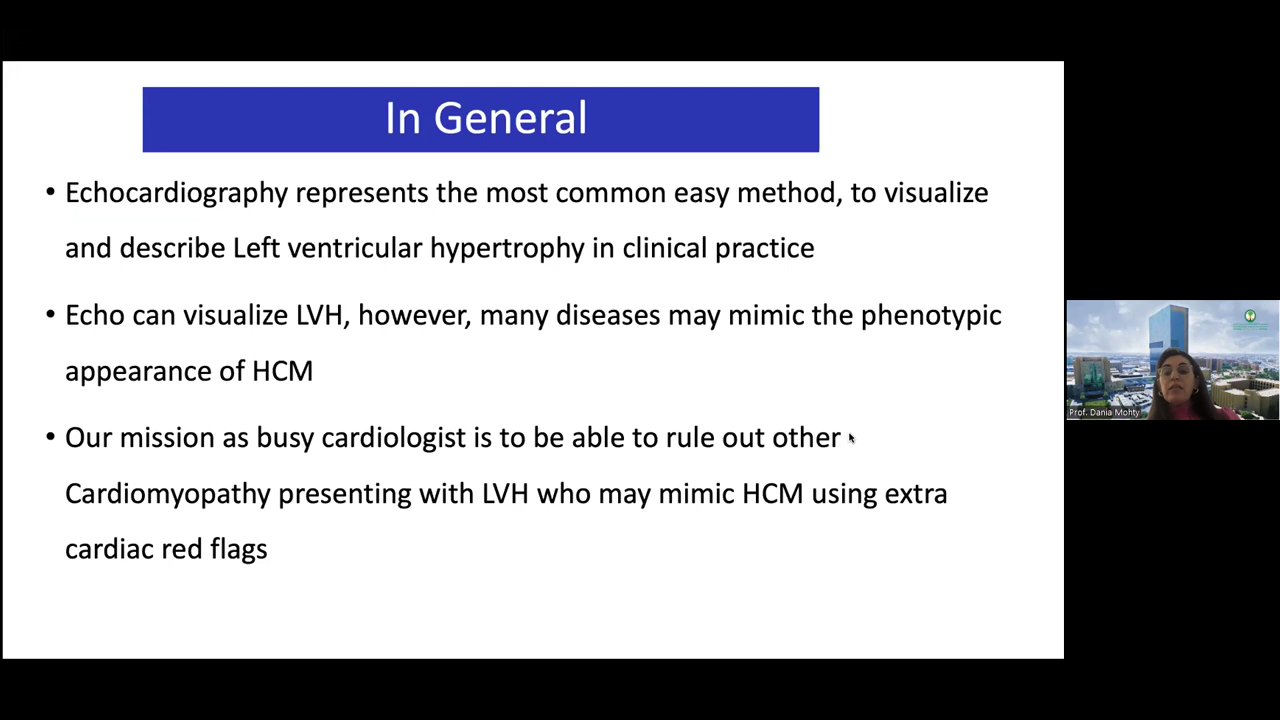 In General
• Echocardiography represents the most common easy method, to visualize
and describe Left ventricular hypertrophy in clinical practice
• Echo can visualize LVH, however, many diseases may mimic the phenotypic
appearance of HCM
• Our mission as busy cardiologist is to be able to rule out other
Cardiomyopathy presenting with LVH who may mimic HCM using extra
cardiac red flags
Prof. Dania Mohty